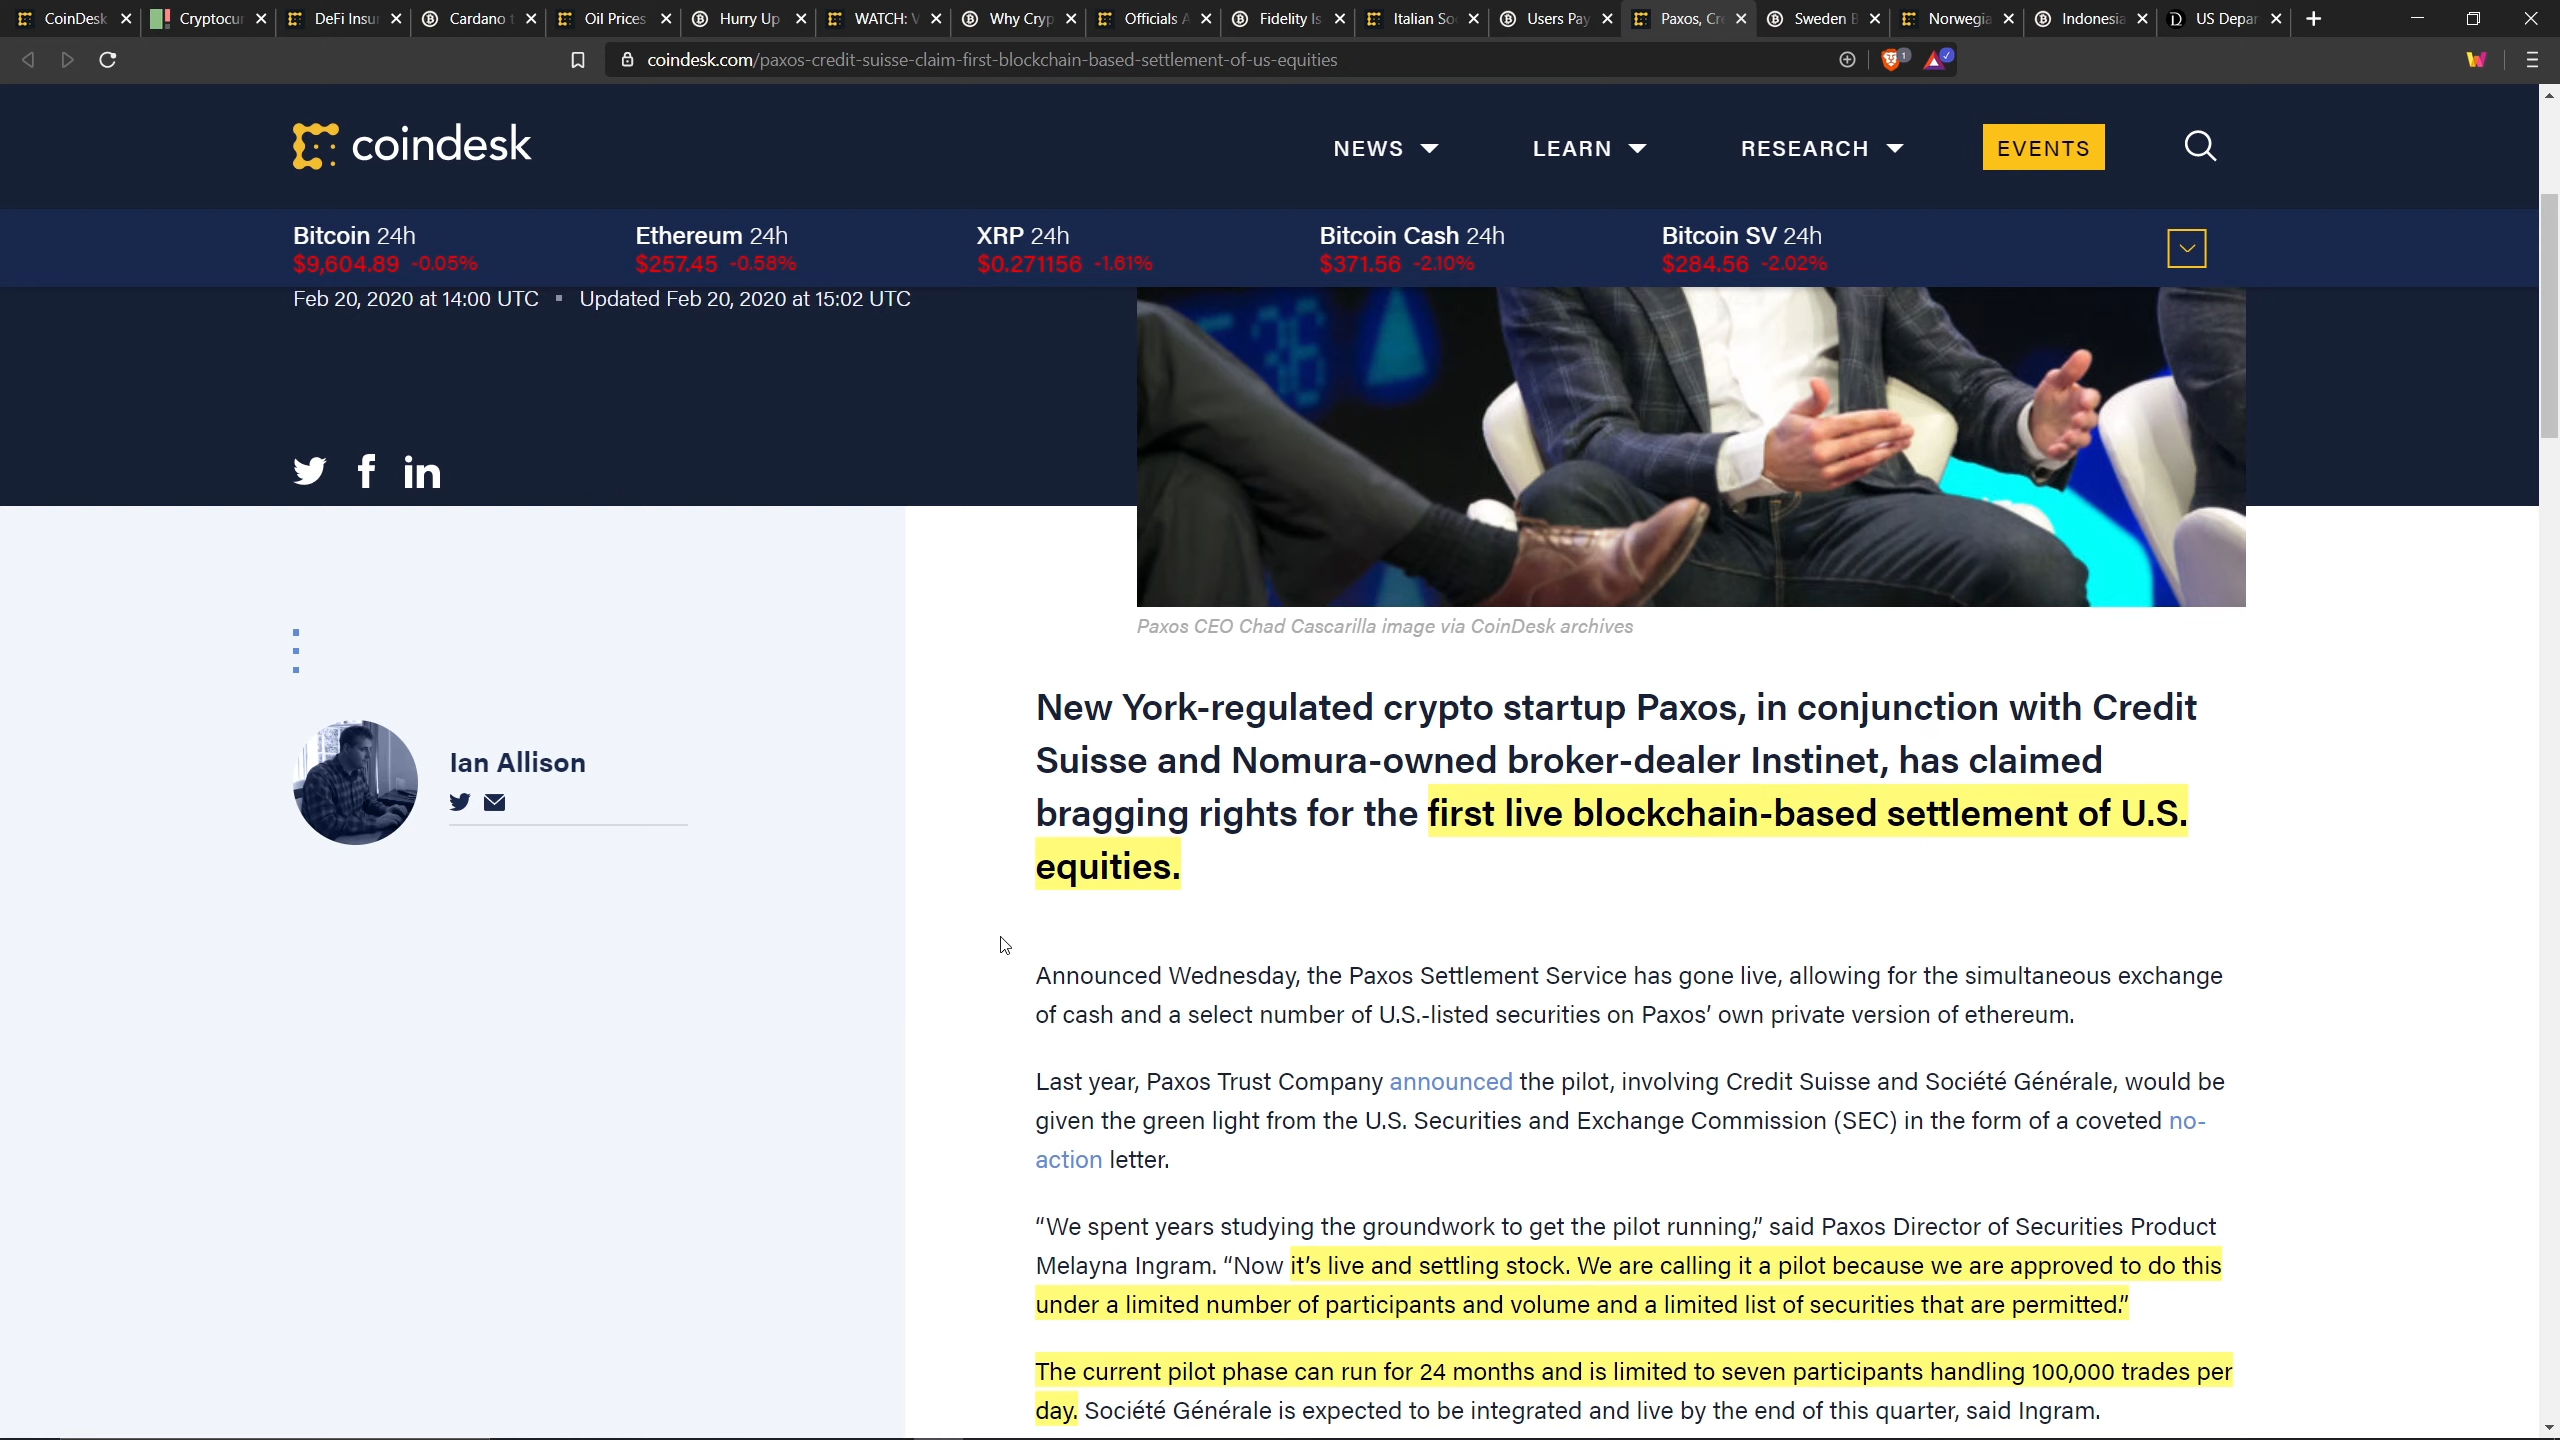 CoinDesk
Cryptocur
DeFi Insu
Cardano t
Oil Prices
Hurry Up
WATCH: V
Why Cryp
Officials A
Fidelity Is
Italian So
Users Pay
Paxos, Cre
Sweden B
Norwegia
Indonesia
US Depar
coindesk.com/paxos-credit-suisse-claim-first-blockchain-based-settlement-of-us-equities
1
coindesk
NEWS
LEARN
RESEARCH
EVENTS
Bitcoin 24h
$9,604.89 -0.05%
Ethereum 24h
$257.45 -0.58%
XRP 24h
$0.271156 -1.61%
Bitcoin Cash 24h
$371.56 -2.10%
Bitcoin SV 24h
$284.56 -2.02%
Feb 20, 2020 at 14:00 UTC ▪ Updated Feb 20, 2020 at 15:02 UTC
Paxos CEO Chad Cascarilla image via CoinDesk archives
Ian Allison
New York-regulated crypto startup Paxos, in conjunction with Credit
Suisse and Nomura-owned broker-dealer Instinet, has claimed
bragging rights for the first live blockchain-based settlement of U.S.
equities.
Announced Wednesday, the Paxos Settlement Service has gone live, allowing for the simultaneous exchange
of cash and a select number of U.S.-listed securities on Paxos’ own private version of ethereum.
Last year, Paxos Trust Company announced the pilot, involving Credit Suisse and Société Générale, would be
given the green light from the U.S. Securities and Exchange Commission (SEC) in the form of a coveted no-
action letter.
“We spent years studying the groundwork to get the pilot running,” said Paxos Director of Securities Product
Melayna Ingram. “Now it’s live and settling stock. We are calling it a pilot because we are approved to do this
under a limited number of participants and volume and a limited list of securities that are permitted.”
The current pilot phase can run for 24 months and is limited to seven participants handling 100,000 trades per
day. Société Générale is expected to be integrated and live by the end of this quarter, said Ingram.